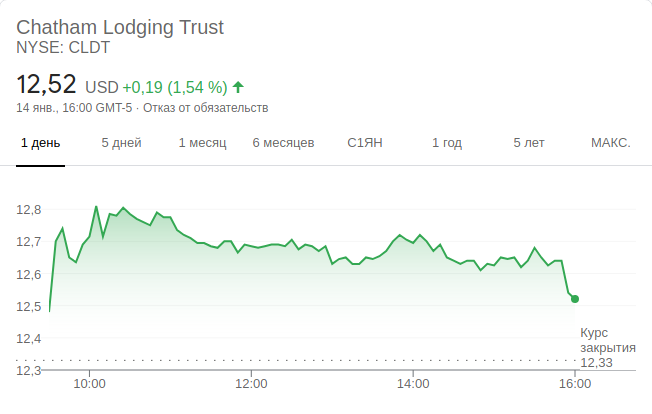 Chatham Lodging Trust
NYSE: CLDT
12,52 USD +0,19 (1,54 %)
14 янв., 16:00 GMT-5 · Отказ от обязательств
1 день 5 дней 1 месяц 6 месяцев С1ЯН 1 год 5 лет МАКС.
12,8
12,7
12,6
12,5
12,4
12,3
Курс
закрытия
12,33
10:00 12:00 14:00 16:00